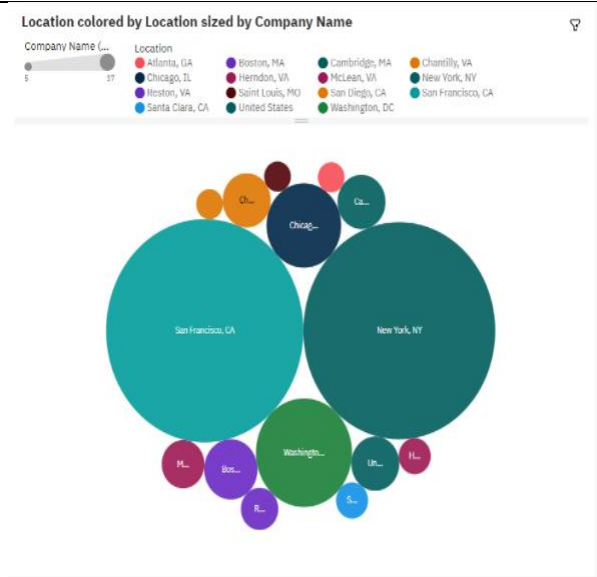 Location colored by Location sized by Company Name
Company Name (...
5 37
Location
Atlanta, GA Boston, MA Cambridge, MA Chantilly, VA
Chicago, IL Herndon, VA McLean, VA New York, NY
Reston, VA Saint Louis, MO San Diego, CA San Francisco, CA
Santa Clara, CA United States Washington, DC
Ch...
Ca...
Chicag...
San Francisco, CA
New York, NY
Washingto...
M...
Bos...
Un...
H...
R...
S...